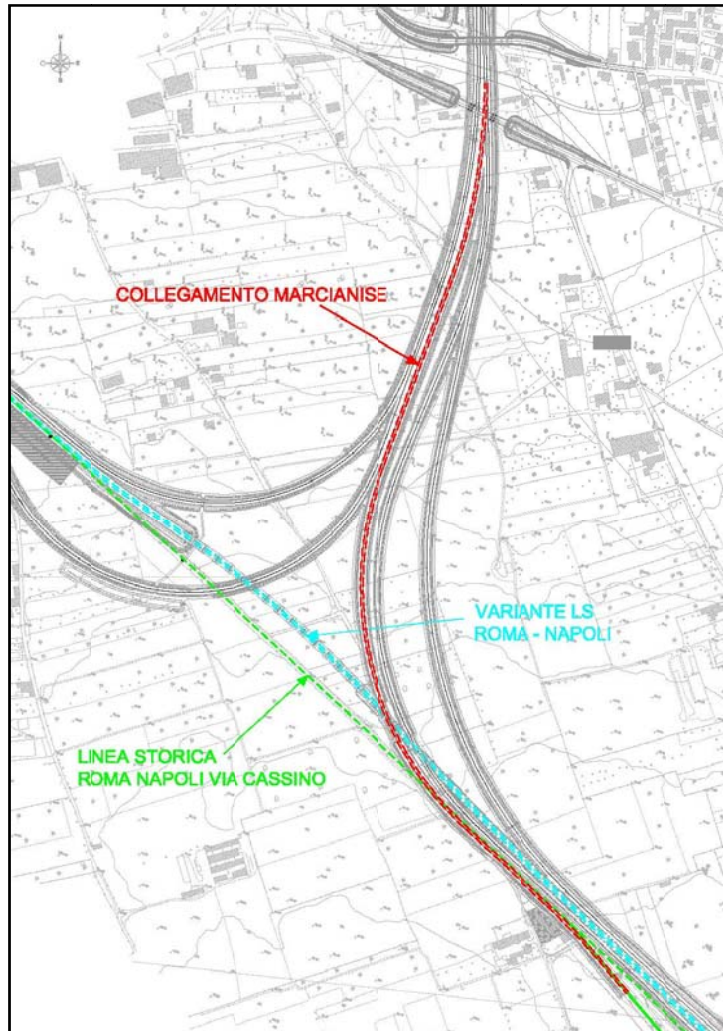 COLLEGAMENTO MARCIANISE
VARIANTE LS
ROMA - NAPOLI
LINEA STORICA
ROMA NAPOLI VIA CASSINO